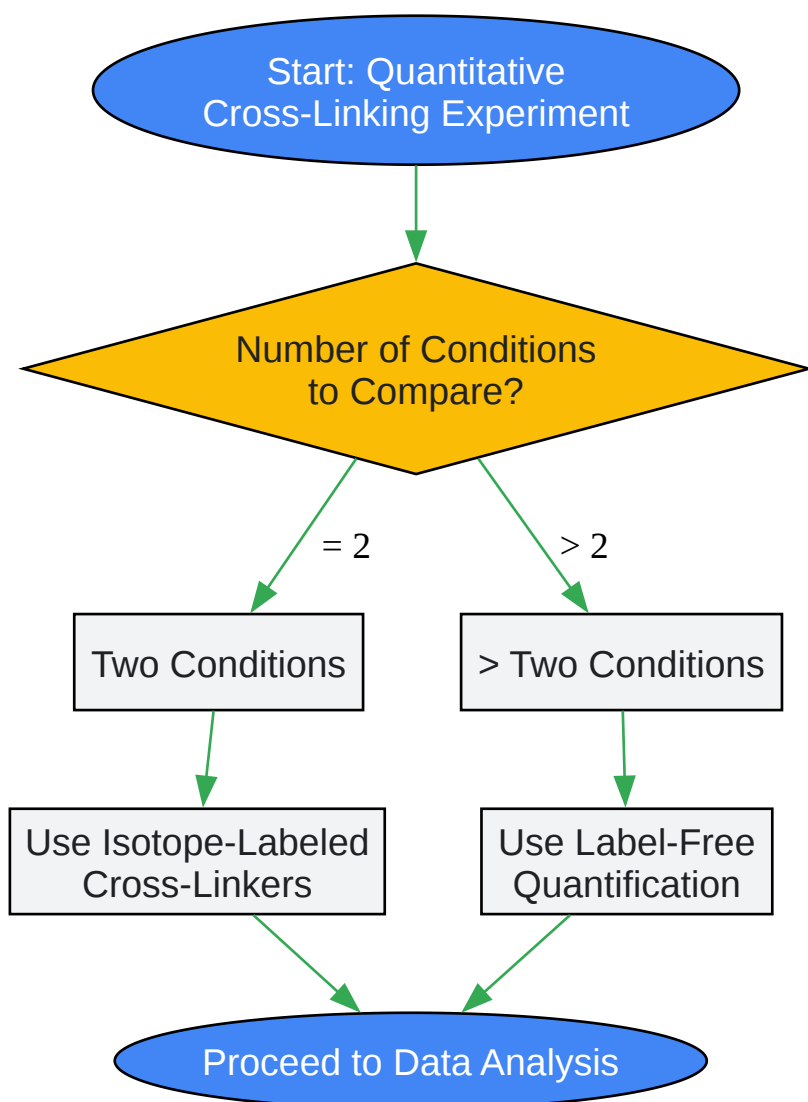 Start: Quantitative
Cross-Linking Experiment
Number of Conditions
to Compare?
= 2
> 2
Two Conditions
> Two Conditions
Use Isotope-Labeled
Cross-Linkers
Use Label-Free
Quantification
Proceed to Data Analysis